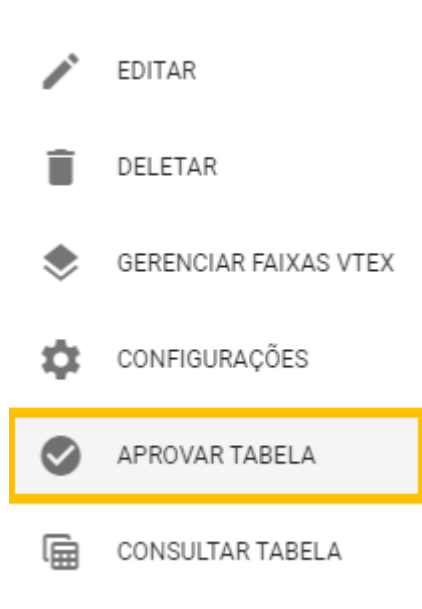 EDITAR
DELETAR
GERENCIAR FAIXAS VTEX
CONFIGURAÇÕES
APROVAR TABELA
CONSULTAR TABELA